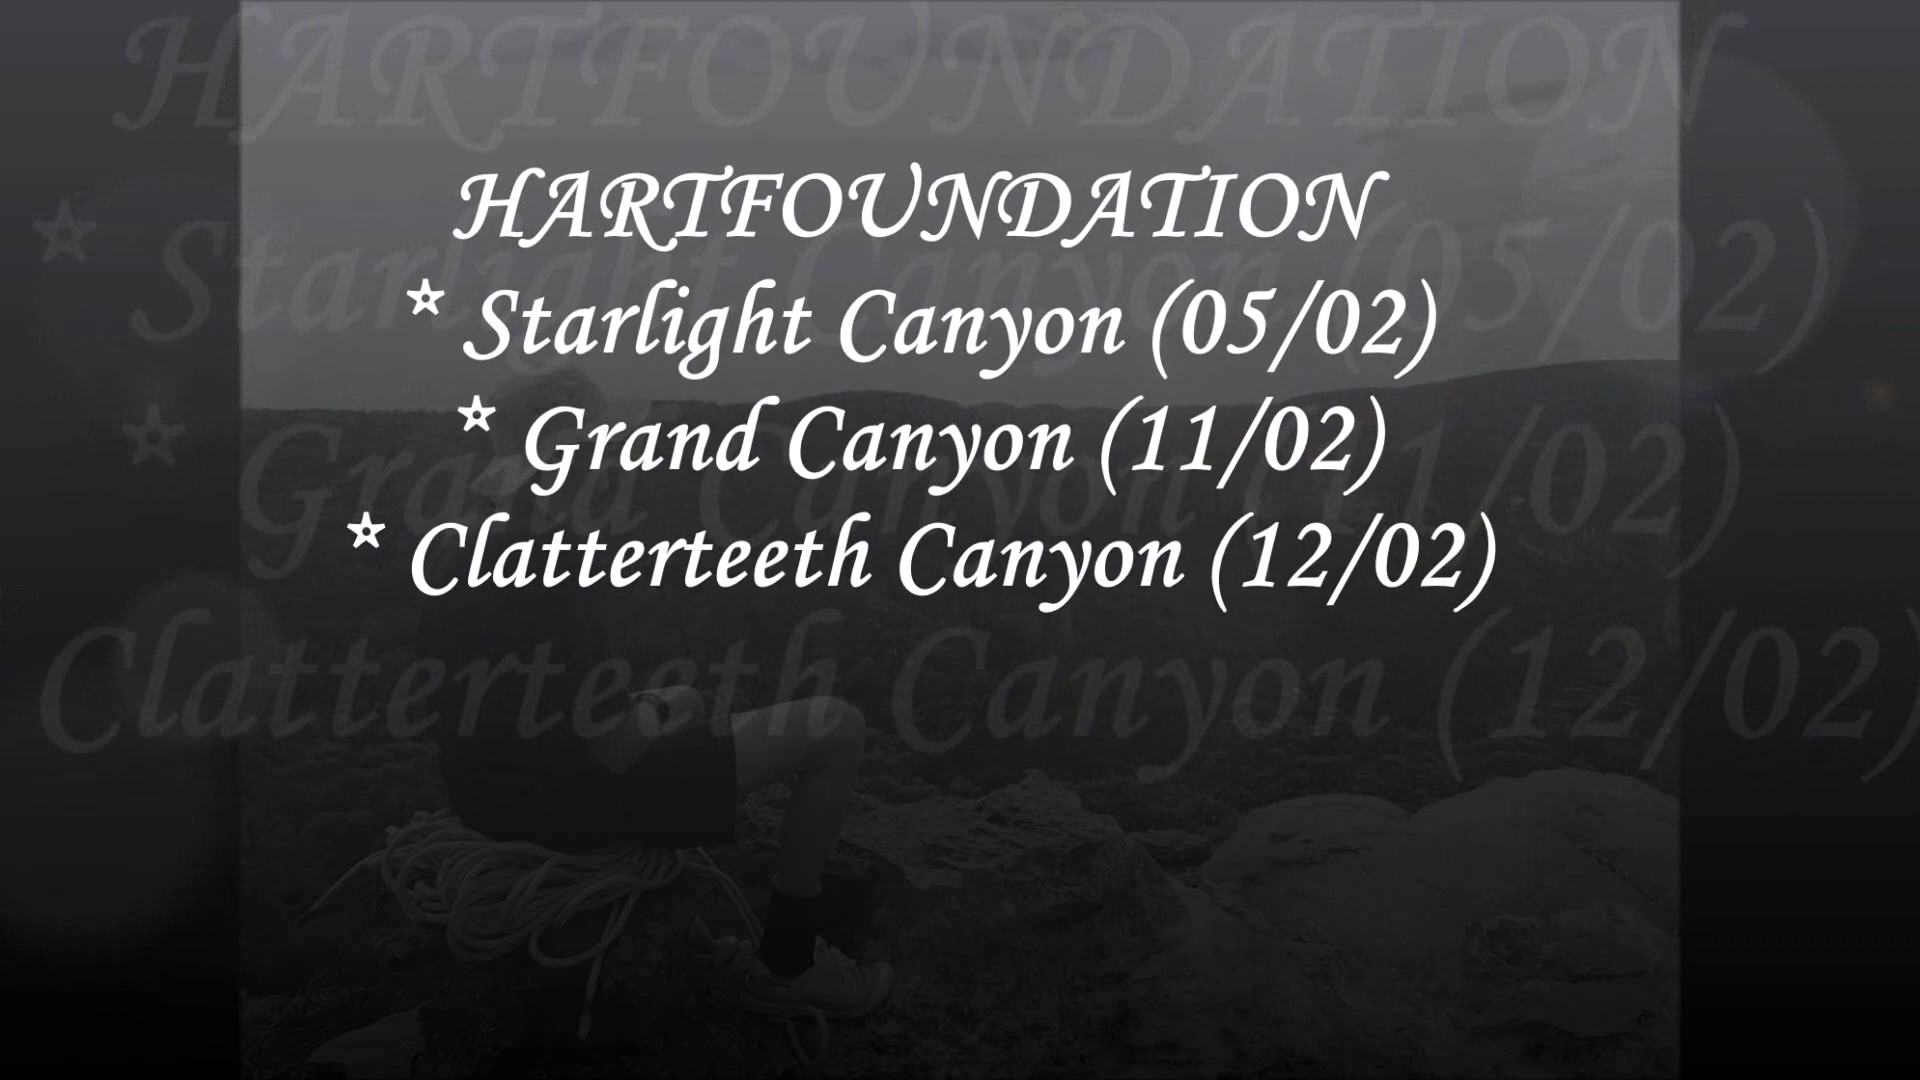 HARTFOUNDATION
* Starlight Canyon (05/02)
* Grand Canyon (11/02)
* Clatterteeth Canyon (12/02)